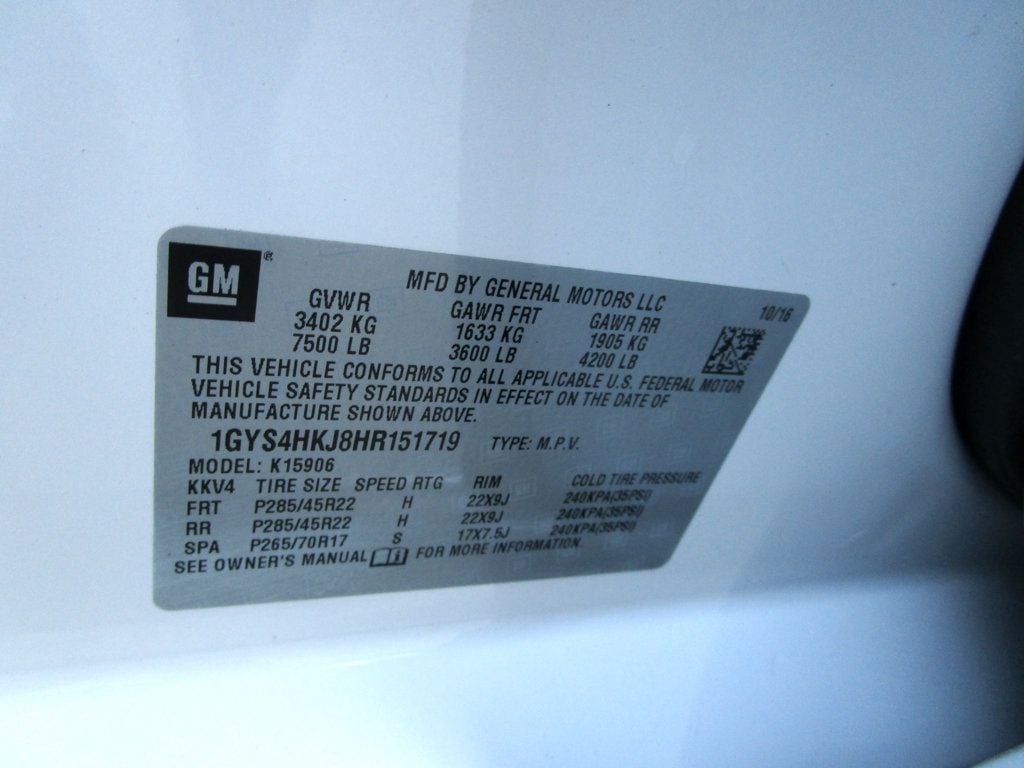 GM ®
MFD BY GENERAL MOTORS LLC
10/16
GVWR GAWR FRT GAWR RR
3402 KG 1633 KG 1905 KG
7500 LB 3600 LB 4200 LB
THIS VEHICLE CONFORMS TO ALL APPLICABLE U.S. FEDERAL MOTOR
VEHICLE SAFETY STANDARDS IN EFFECT ON THE DATE OF
MANUFACTURE SHOWN ABOVE.
1GYS4HKJ8HR151719 TYPE: M.P.V.
MODEL: K15906
KKV4 TIRE SIZE SPEED RTG RIM COLD TIRE PRESSURE
FRT P285/45R22 H 22X9J 240KPA(35PSI)
RR P285/45R22 H 22X9J 240KPA(35PSI)
SPA P265/70R17 S 17X7.5J 240KPA(35PSI)
SEE OWNER'S MANUAL FOR MORE INFORMATION.